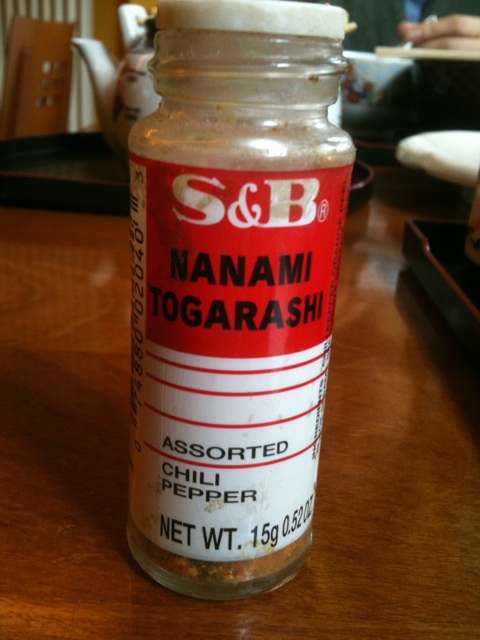 S&B®
NANAMI
TOGARASHI
ASSORTED
CHILI
PEPPER
NET WT. 15g 0.52 OZ